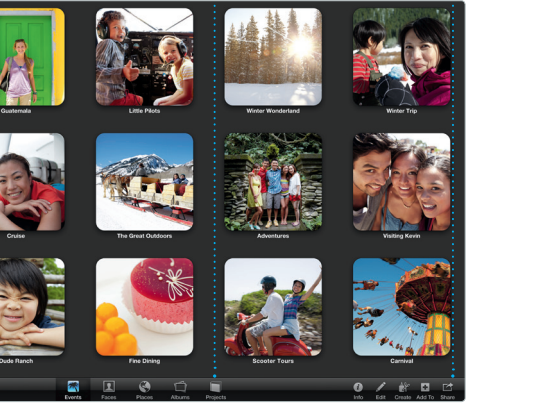 Guatemala
Little Pilots
Winter Wonderland
Winter Trip
Cruise
The Great Outdoors
Adventures
Visiting Kevin
Dude Ranch
Fine Dining
Scooter Tours
Carnival
Events
Faces
Places
Albums
Projects
Info
Edit
Create
Add To
Share